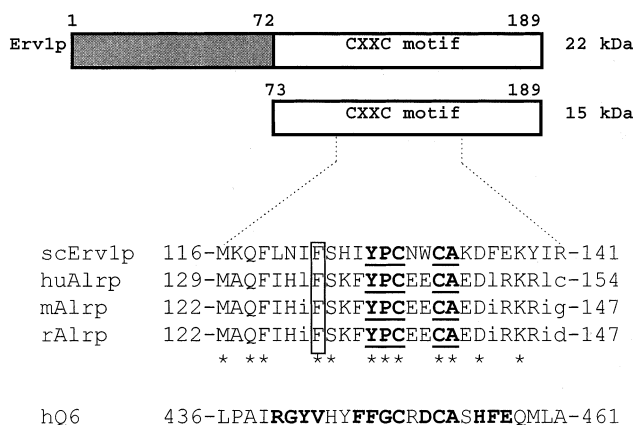 1 72 189
Erv1p CXXC motif 22 kDa
73 189
CXXC motif 15 kDa
scErv1p 116-MKQFLNIFSHIYPCNWCAKDFEKYIR-141
huAlrp 129-MAQFIHlFSKFYPCEECAEDlRKRlc-154
mAlrp 122-MAQFIHiFSKFYPCEECAEDiRKRig-147
rAlrp 122-MAQFIHiFSKFYPCEECAEDiRKRid-147
* ** ** *** ** * *
hQ6 436-LPAIRGYVHYFFGCRDCASHFEQMLA-461